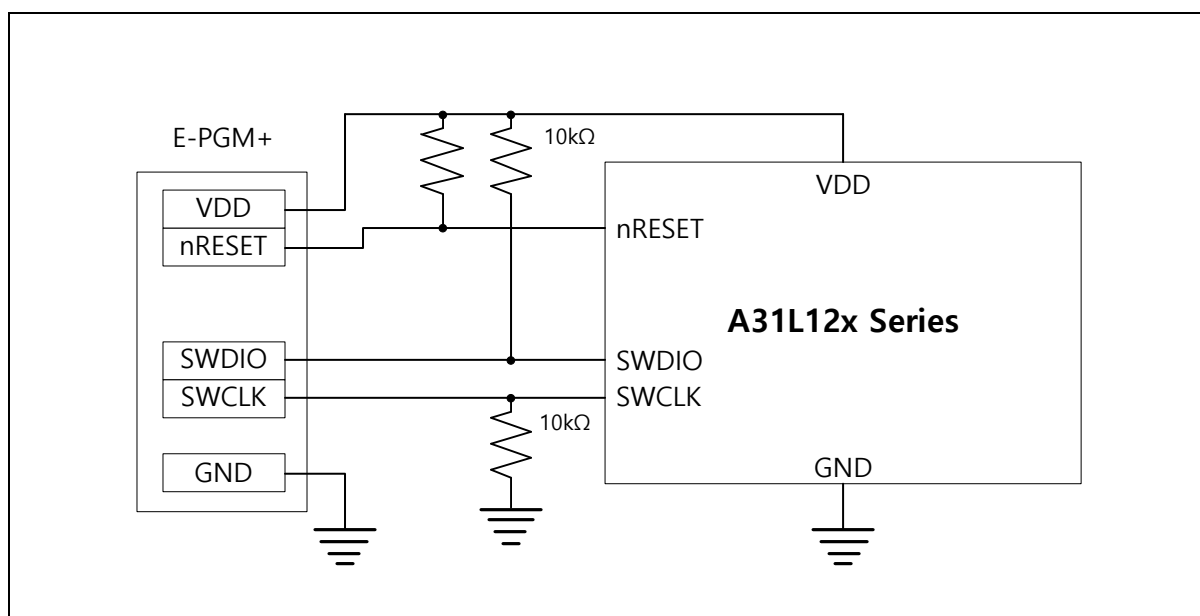 E-PGM+
10kΩ
VDD
VDD
nRESET
nRESET
A31L12x Series
SWDIO
SWDIO
SWCLK
SWCLK
10kΩ
GND
GND